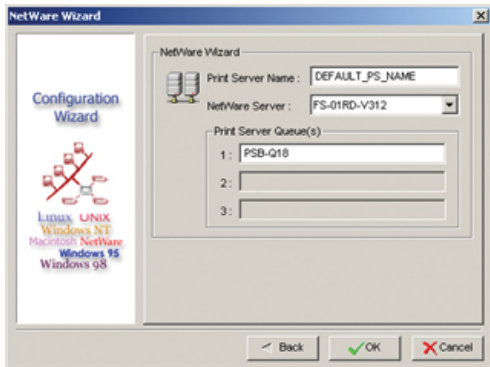 NetWare Wizard
Configuration
Wizard
Linux UNIX
Windows NT
Macintosh NetWare
Windows 95
Windows 98
NetWare Wizard
Print Server Name : DEFAULT_PS_NAME
NetWare Server : FS-01RD-V312
Print Server Queue(s)
1 : PSB-Q18
2 :
3 :
Back OK Cancel